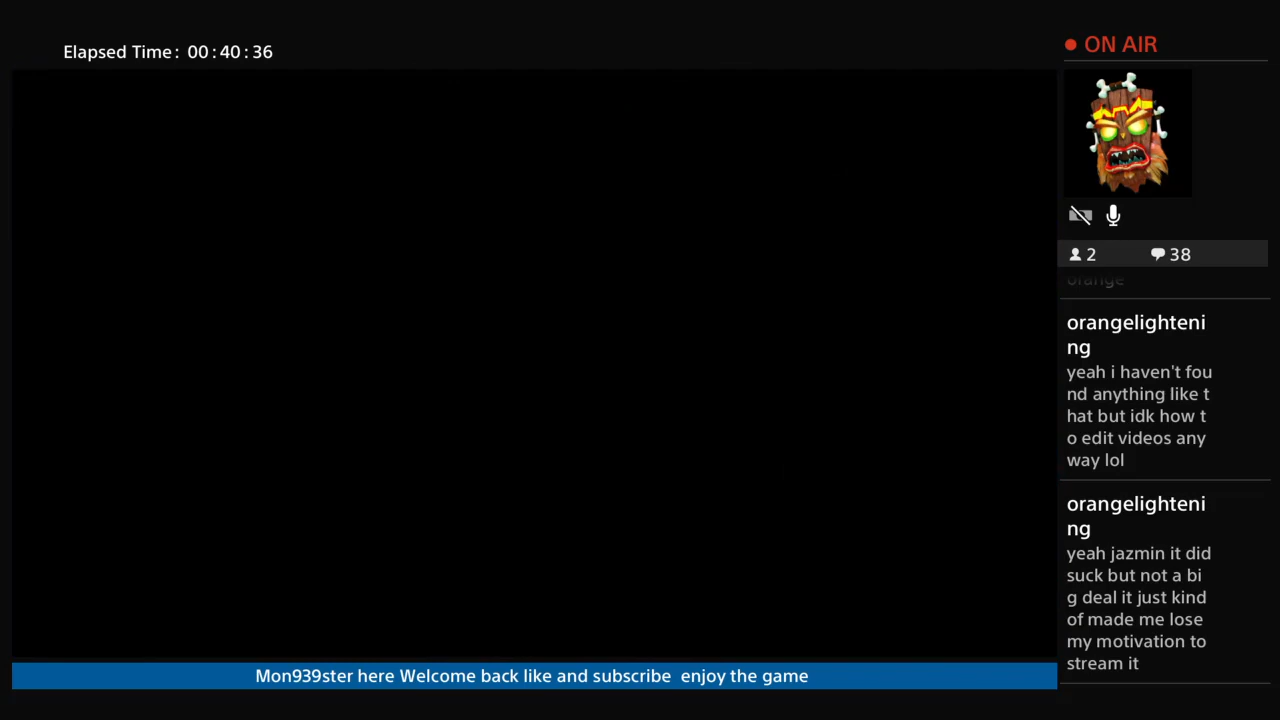 Elapsed Time: 00:40:36
ON AIR
2
38
orange
orangelighteni
ng
yeah i haven't fou
nd anything like t
hat but idk how t
o edit videos any
way lol
orangelighteni
ng
yeah jazmin it did
suck but not a bi
g deal it just kind
of made me lose
my motivation to
stream it
Mon939ster here Welcome back like and subscribe  enjoy the game